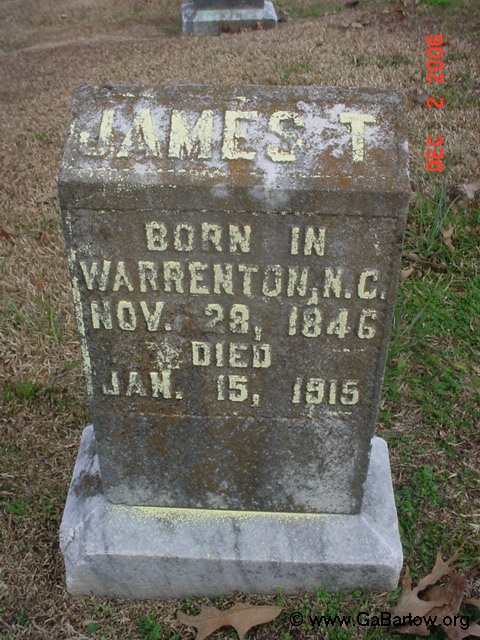 JAMES T
BORN IN
WARRENTON, N.C.
NOV. 28, 1846
DIED
JAN. 15, 1915
DEC 2 2006
© www.GaBartow.org